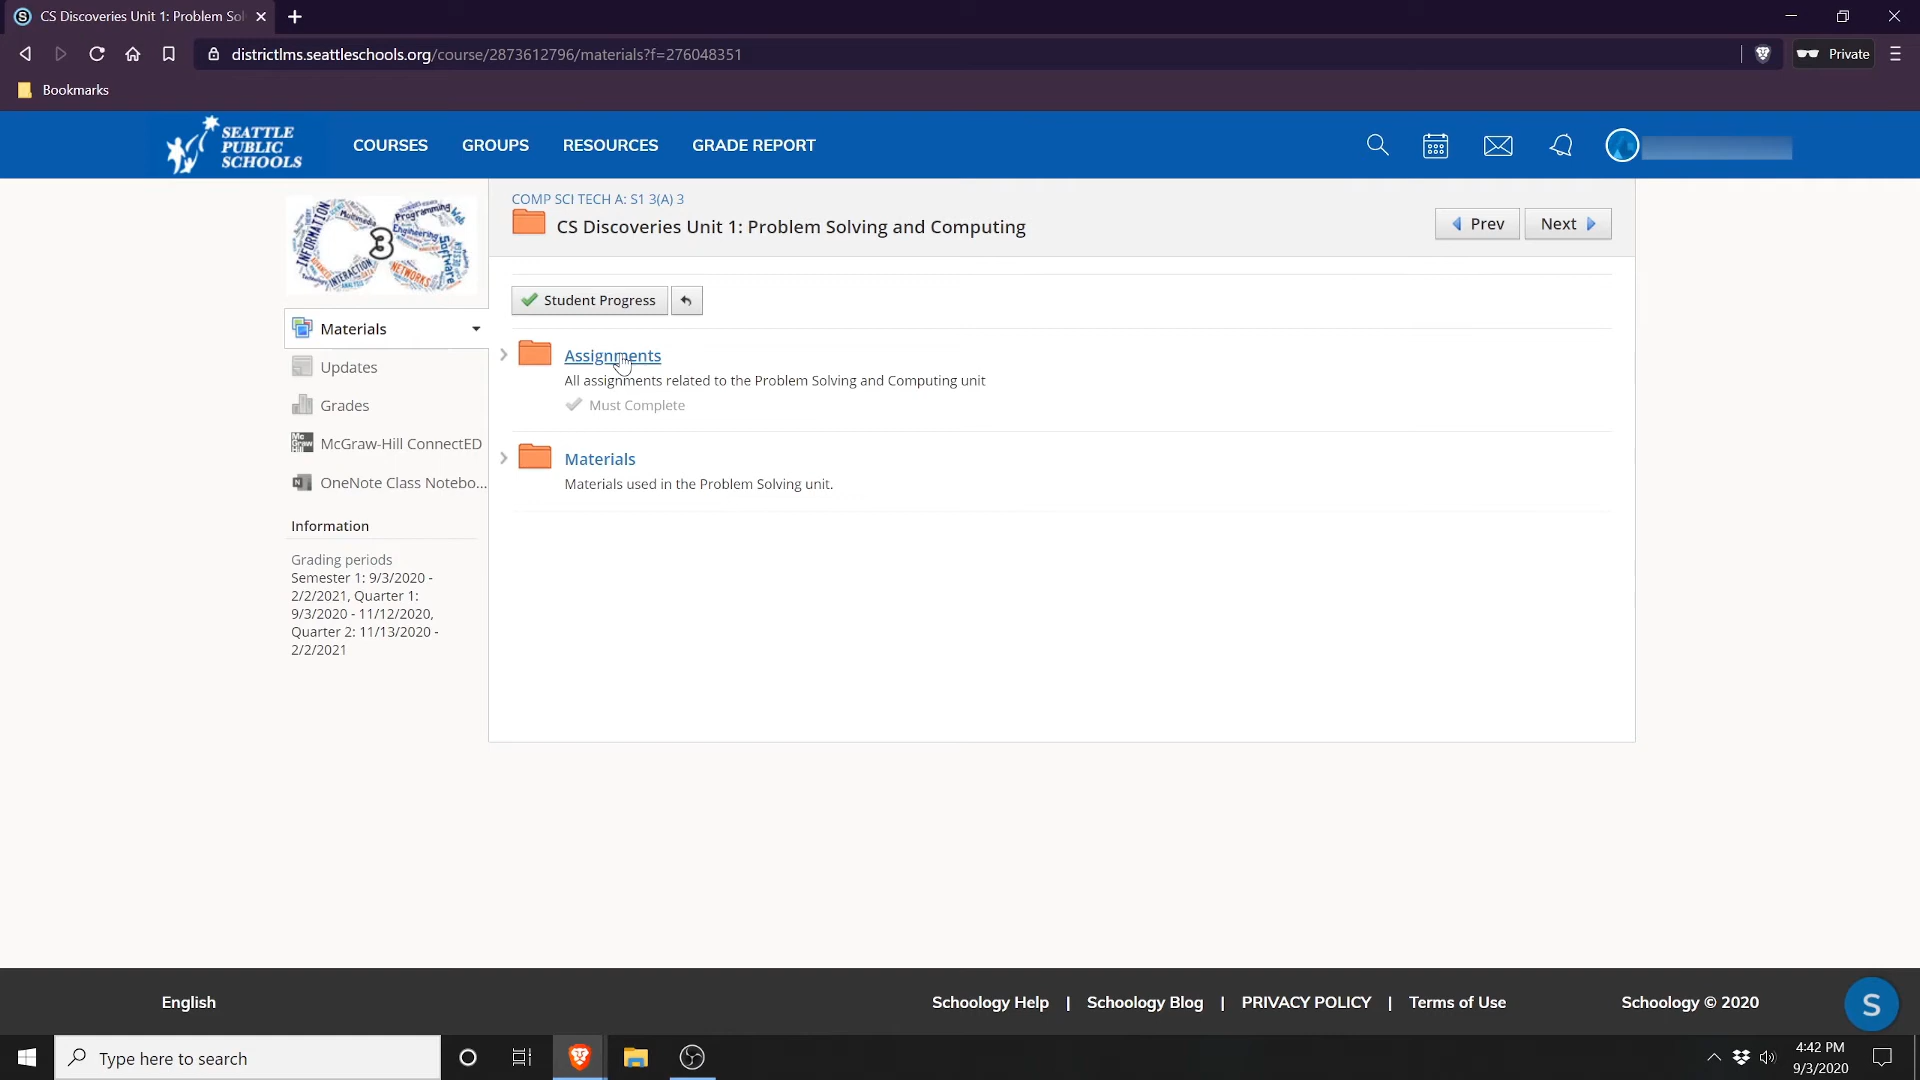 CS Discoveries Unit 1: Problem Sol
districtlms.seattleschools.org/course/2873612796/materials?f=276048351
Private
Bookmarks
SEATTLE
PUBLIC
SCHOOLS
COURSES
GROUPS
RESOURCES
GRADE REPORT
COMP SCI TECH A: S1 3(A) 3
CS Discoveries Unit 1: Problem Solving and Computing
Prev
Next
Student Progress
Materials
Updates
Grades
McGraw-Hill ConnectED
OneNote Class Notebo...
Information
Grading periods
Semester 1: 9/3/2020 -
2/2/2021, Quarter 1:
9/3/2020 - 11/12/2020,
Quarter 2: 11/13/2020 -
2/2/2021
Assignments
All assignments related to the Problem Solving and Computing unit
Must Complete
Materials
Materials used in the Problem Solving unit.
English
Schoology Help | Schoology Blog | PRIVACY POLICY | Terms of Use
Schoology © 2020
S
Type here to search
4:42 PM
9/3/2020